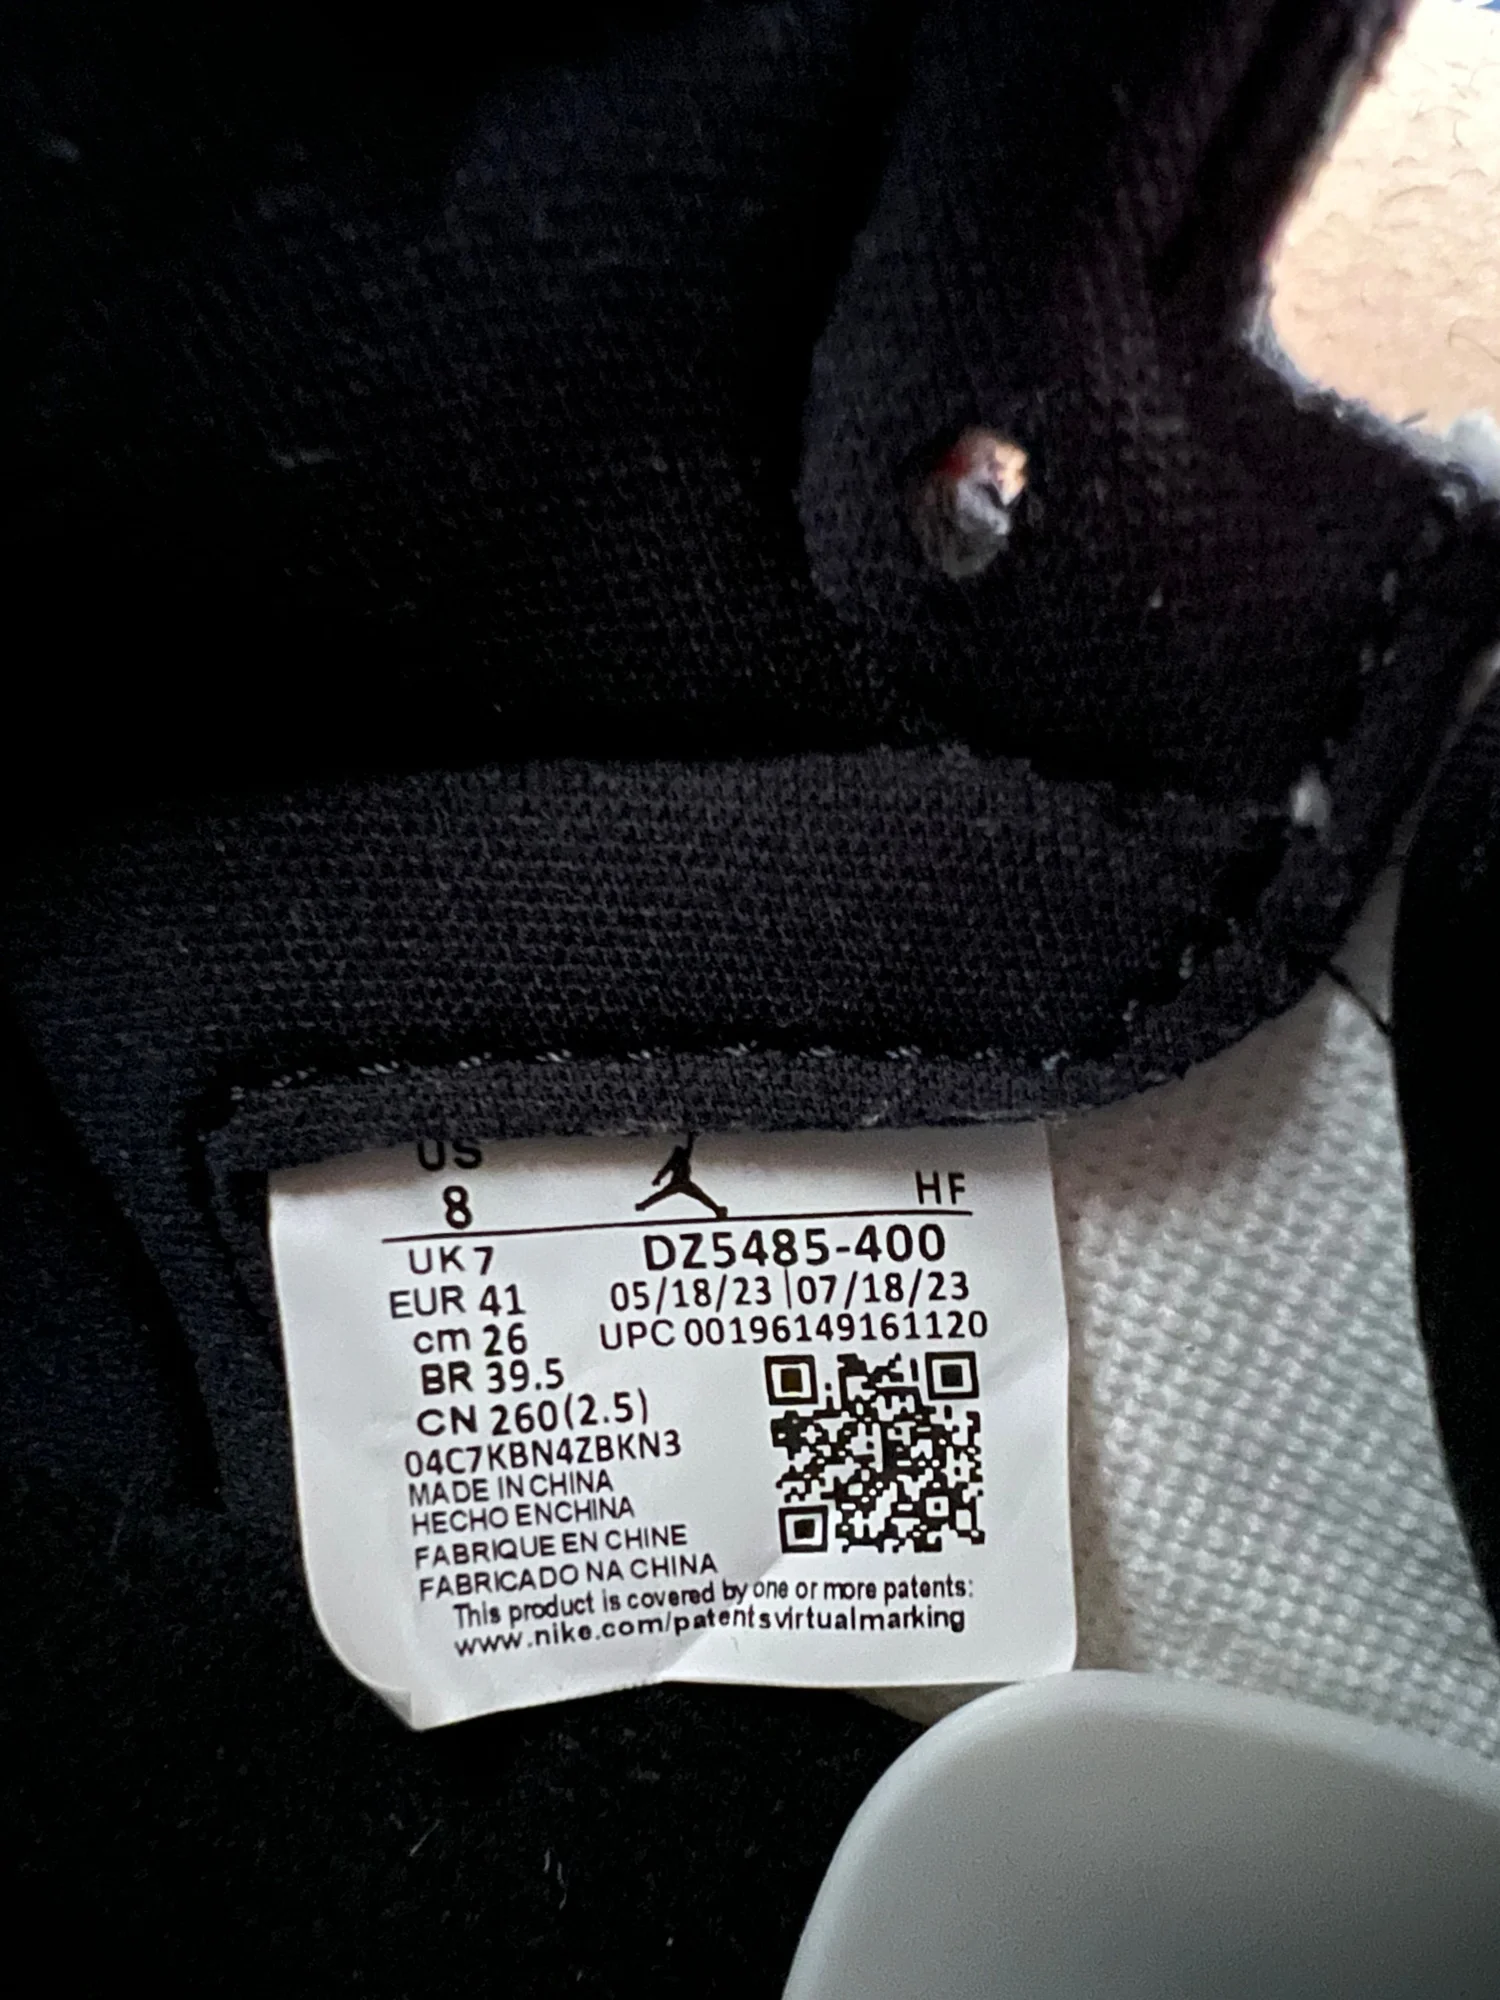 US
8
HF
UK 7
DZ5485-400
EUR 41
05/18/23 | 07/18/23
cm 26
UPC 00196149161120
BR 39.5
CN 260(2.5)
04C7KBN4ZBKN3
MADE IN CHINA
HECHO EN CHINA
FABRIQUE EN CHINE
FABRICADO NA CHINA
This product is covered by one or more patents:
www.nike.com/patentsvirtualmarking